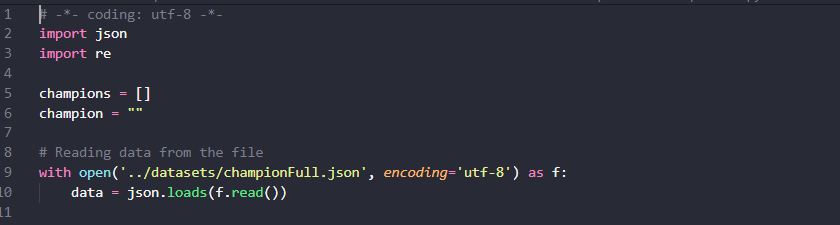 1 # -*- coding: utf-8 -*-
2 import json
3 import re
4
5 champions = []
6 champion = ""
7
8 # Reading data from the file
9 with open('../datasets/championFull.json', encoding='utf-8') as f:
10     data = json.loads(f.read())
11